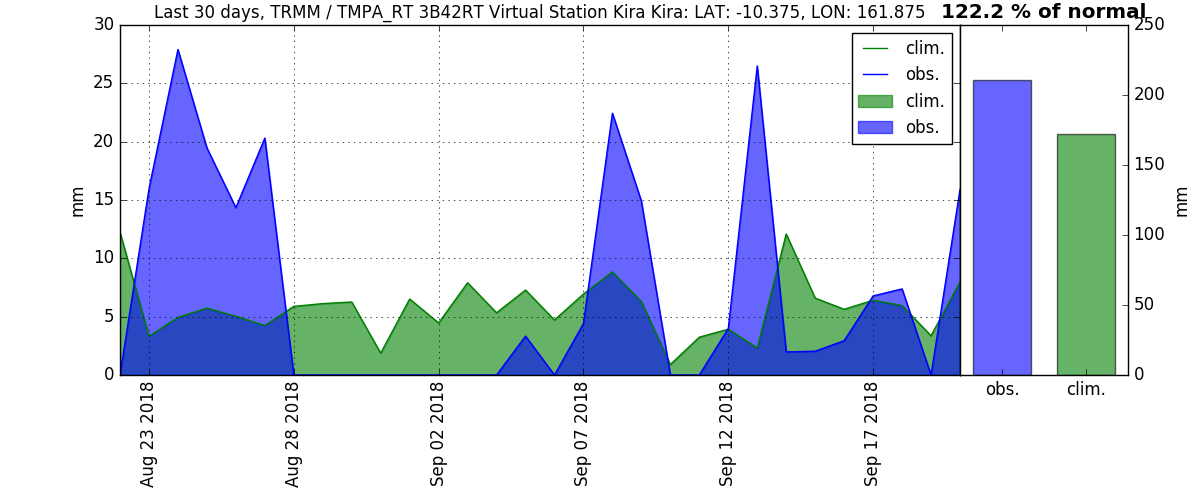 Last 30 days, TRMM / TMPA_RT 3B42RT Virtual Station Kira Kira: LAT: -10.375, LON: 161.875
122.2 % of normal
30
25
20
15
10
5
0
mm
clim.
obs.
clim.
obs.
Aug 23 2018
Aug 28 2018
Sep 02 2018
Sep 07 2018
Sep 12 2018
Sep 17 2018
250
200
150
100
50
0
mm
obs.
clim.